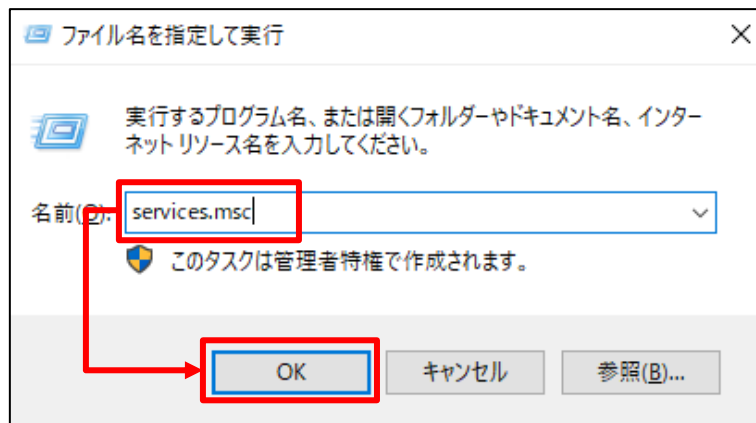 ファイル名を指定して実行
実行するプログラム名、または開くフォルダーやドキュメント名、インター
ネット リソース名を入力してください。
名前(O): services.msc
このタスクは管理者特権で作成されます。
OK キャンセル 参照(B)...